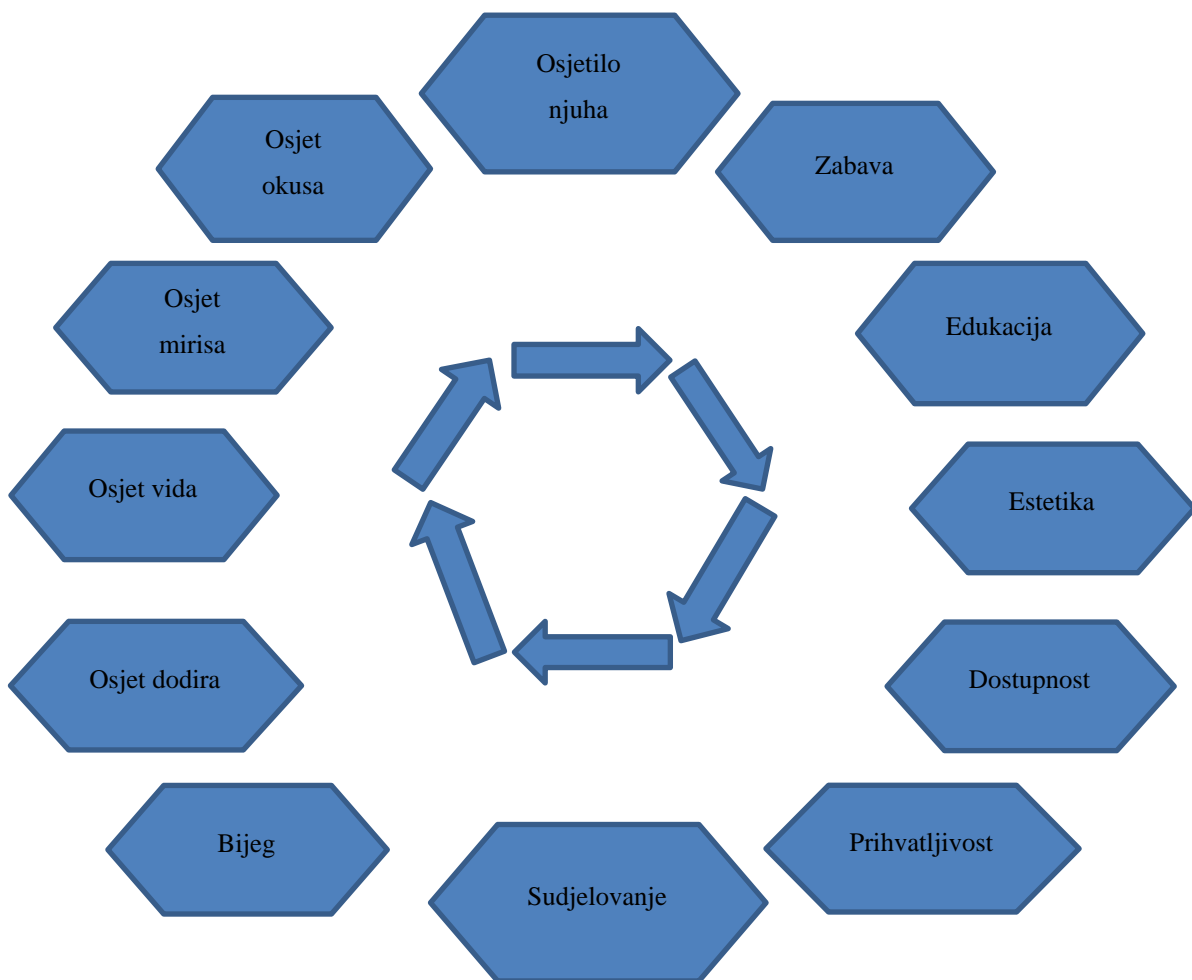 Osjetilo
njuha
Zabava
Edukacija
Estetika
Dostupnost
Prihvatljivost
Sudjelovanje
Bijeg
Osjet dodira
Osjet vida
Osjet
mirisa
Osjet
okusa